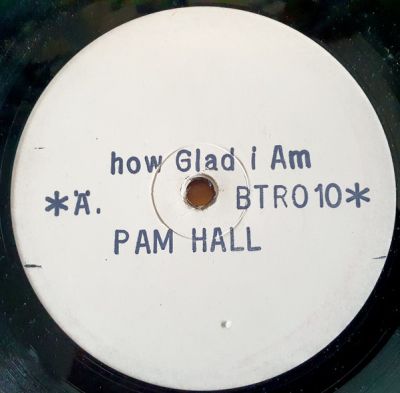 how Glad i Am
*Ä. BTR010*
PAM HALL